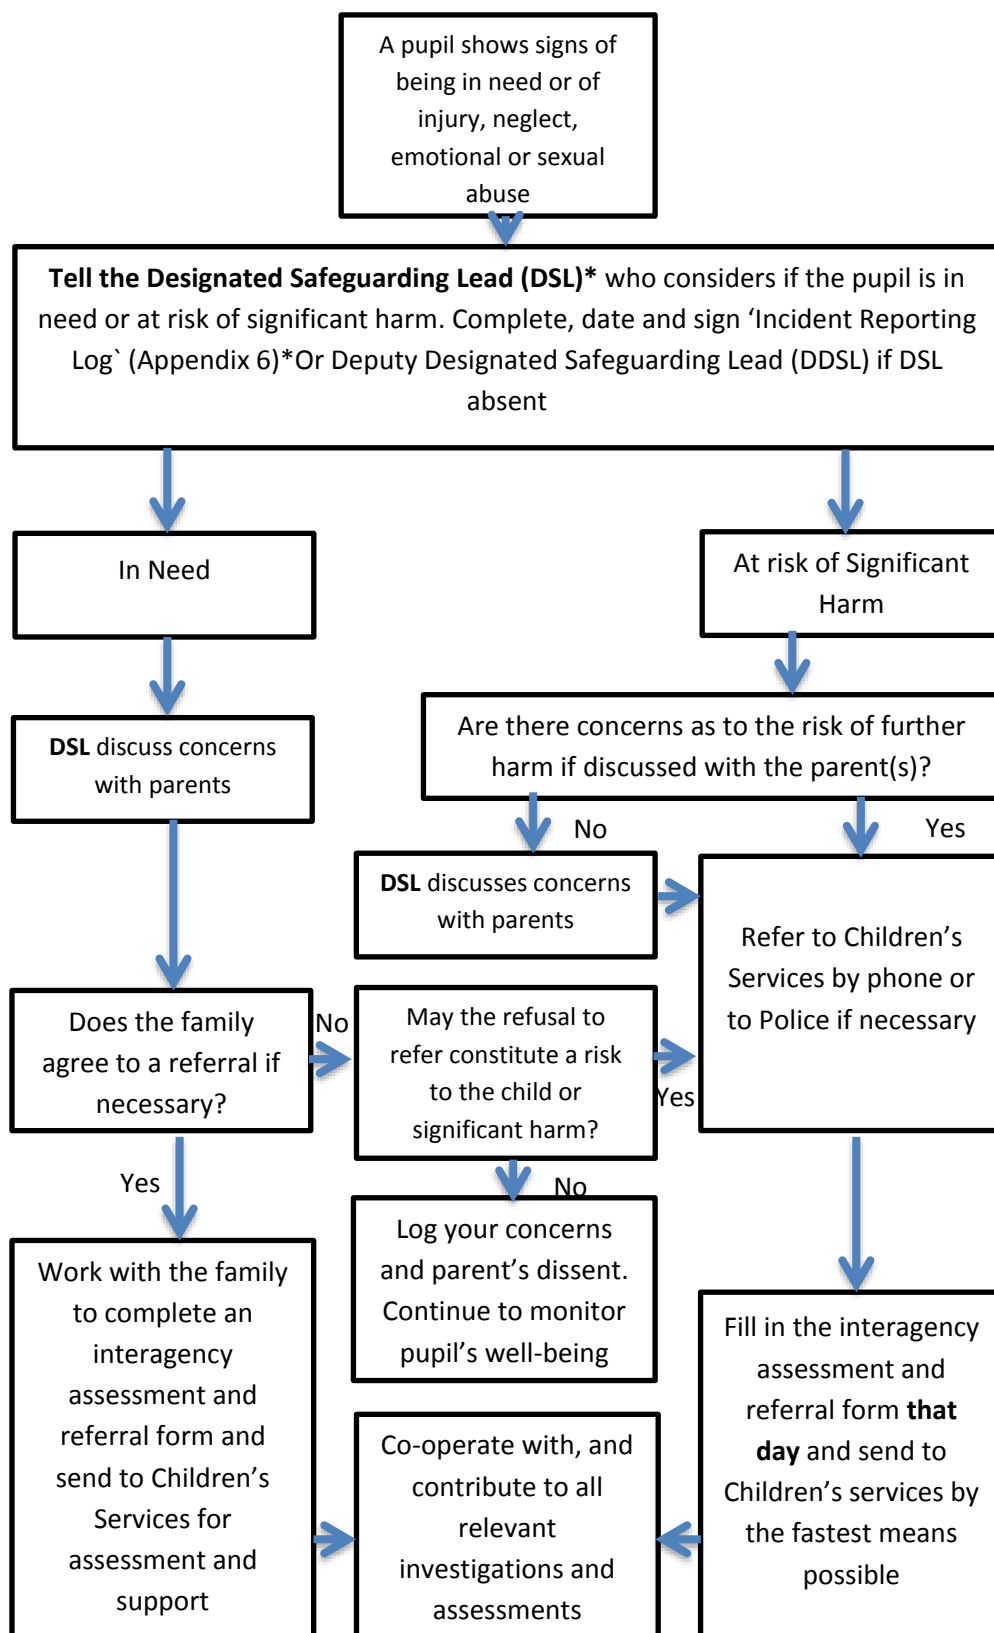 A pupil shows signs of
being in need or of
injury, neglect,
emotional or sexual
abuse
Tell the Designated Safeguarding Lead (DSL)* who considers if the pupil is in
need or at risk of significant harm. Complete, date and sign ‘Incident Reporting
Log` (Appendix 6)*Or Deputy Designated Safeguarding Lead (DDSL) if DSL
absent
In Need
At risk of Significant
Harm
DSL discuss concerns
with parents
Are there concerns as to the risk of further
harm if discussed with the parent(s)?
No
Yes
DSL discusses concerns
with parents
Refer to Children’s
Services by phone or
to Police if necessary
Does the family
agree to a referral if
necessary?
No
May the refusal to
refer constitute a risk
to the child or
significant harm?
Yes
Yes
No
Log your concerns
and parent’s dissent.
Continue to monitor
pupil’s well-being
Work with the family
to complete an
interagency
assessment and
referral form and
send to Children’s
Services for
assessment and
support
Fill in the interagency
assessment and
referral form that
day and send to
Children’s services by
the fastest means
possible
Co-operate with, and
contribute to all
relevant
investigations and
assessments